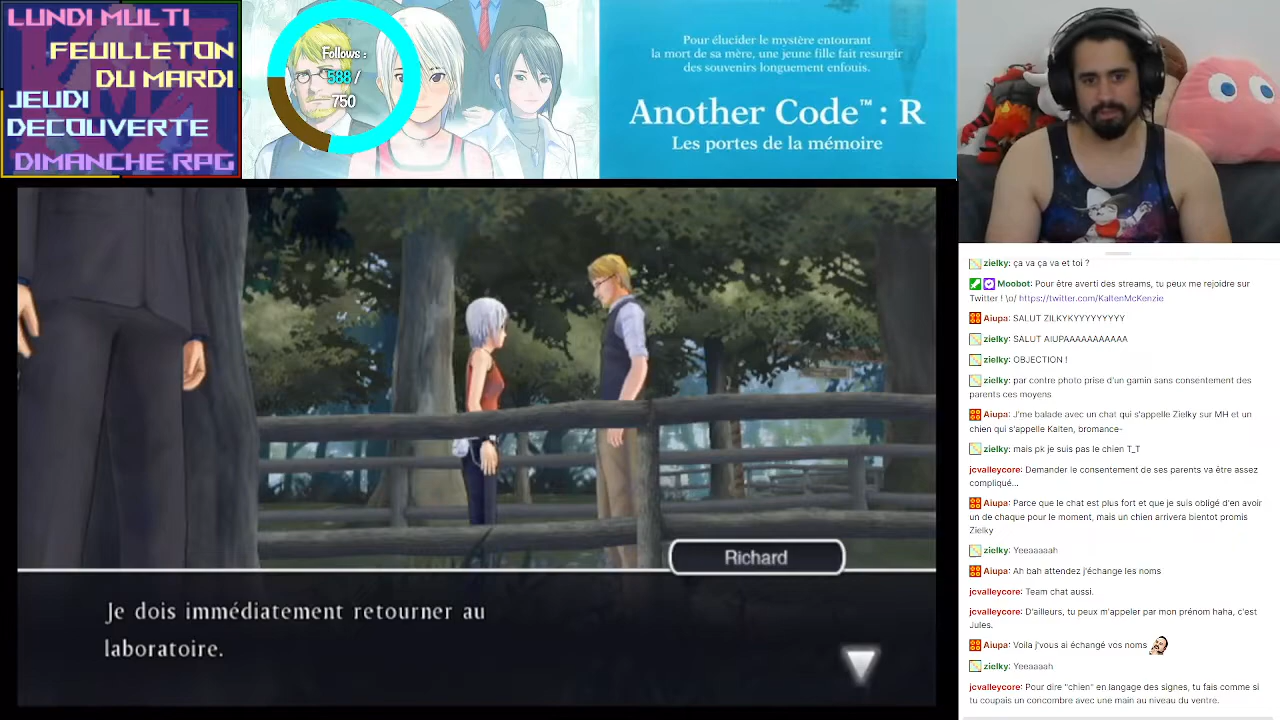 LUNDI MULTI
FEUILLETON
DU MARDI
JEUDI
DECOUVERTE
DIMANCHE RPG
Follows :
588 /
750
Pour élucider le mystère entourant
la mort de sa mère, une jeune fille fait resurgir
des souvenirs longuement enfouis.
Another Code™ : R
Les portes de la mémoire
Richard
Je dois immédiatement retourner au
laboratoire.
zielky: ça va ça va et toi ?
Moobot: Pour être averti des streams, tu peux me rejoindre sur
Twitter ! \o/ https://twitter.com/KaltenMcKenzie
Aiupa: SALUT ZILKYKYYYYYYYYY
zielky: SALUT AIUPAAAAAAAAAAA
zielky: OBJECTION !
zielky: par contre photo prise d'un gamin sans consentement des
parents ces moyens
Aiupa: J'me balade avec un chat qui s'appelle Zielky sur MH et un
chien qui s'appelle Kalten, bromance-
zielky: mais pk je suis pas le chien T_T
jcvalleycore: Demander le consentement de ses parents va être assez
compliqué...
Aiupa: Parce que le chat est plus fort et que je suis obligé d'en avoir
un de chaque pour le moment, mais un chien arrivera bientot promis
Zielky
zielky: Yeeaaaah
Aiupa: Ah bah attendez j'échange les noms
jcvalleycore: Team chat aussi.
jcvalleycore: D'ailleurs, tu peux m'appeler par mon prénom haha, c'est
Jules.
Aiupa: Voila j'vous ai échangé vos noms
zielky: Yeeaaaah
jcvalleycore: Pour dire "chien" en langage des signes, tu fais comme si
tu coupais un concombre avec une main au niveau du ventre.